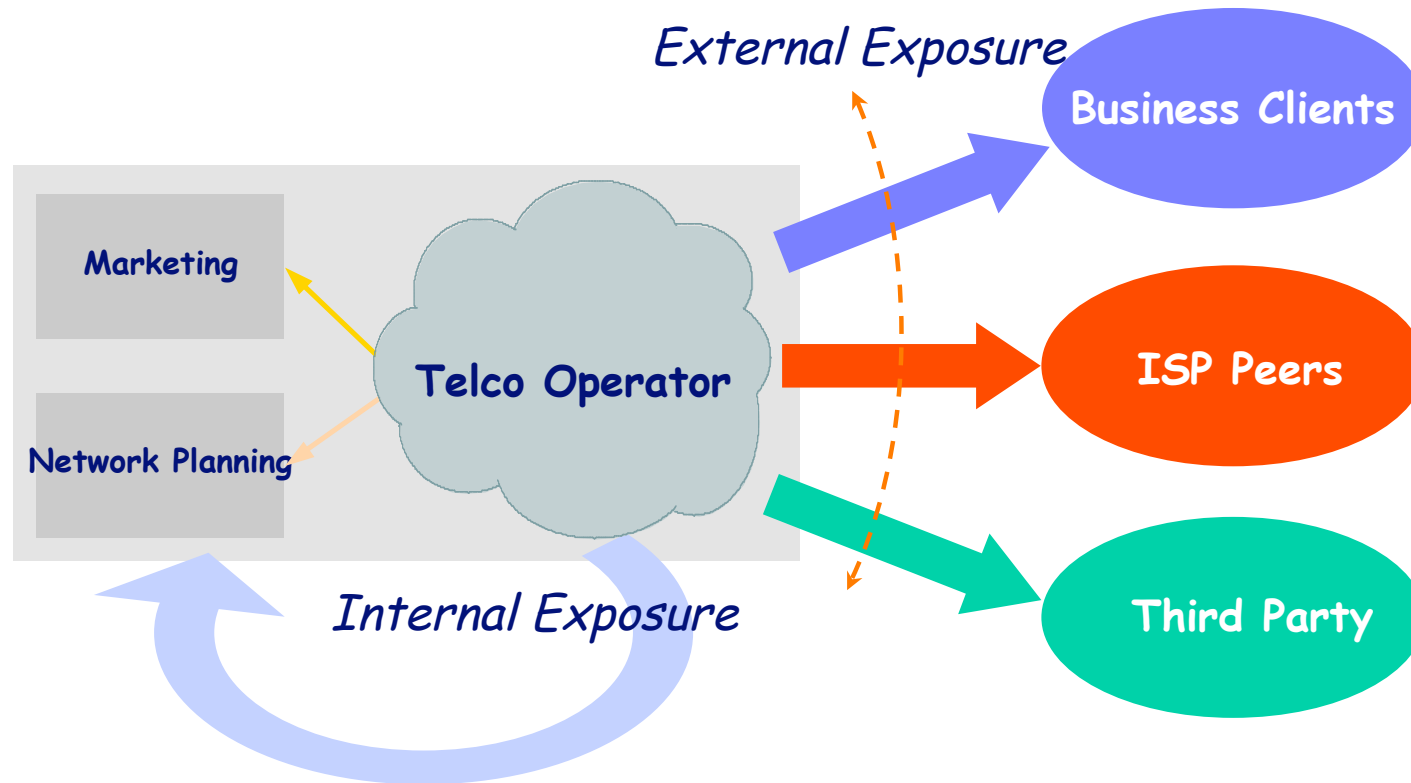 External Exposure
Business Clients
Marketing
Telco Operator
ISP Peers
Network Planning
Internal Exposure
Third Party